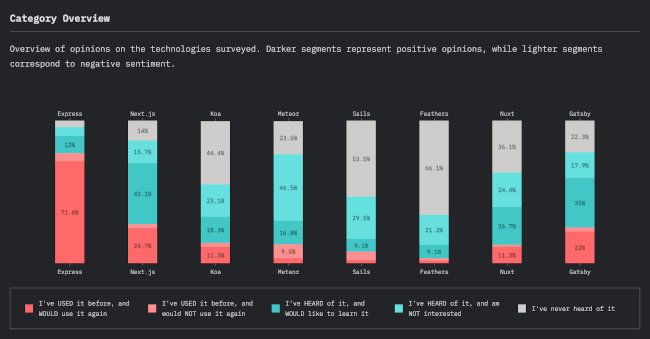 Category Overview
Overview of opinions on the technologies surveyed. Darker segments represent positive opinions, while lighter segments
correspond to negative sentiment.
Express Next.js Koa Meteor Sails Feathers Nuxt Gatsby
12% 71.6%
14% 15.7% 43.1% 24.7%
44.4% 23.1% 18.3% 11.3%
23.5% 46.5% 16.8% 9.5%
53.5% 29.5% 9.1%
66.1% 21.2% 9.1%
36.1% 24.4% 26.7% 11.3%
22.3% 17.9% 35% 22%
Express Next.js Koa Meteor Sails Feathers Nuxt Gatsby
I've USED it before, and
WOULD use it again
I've USED it before, and
would NOT use it again
I've HEARD of it, and
WOULD like to learn it
I've HEARD of it, and am
NOT interested
I've never heard of it